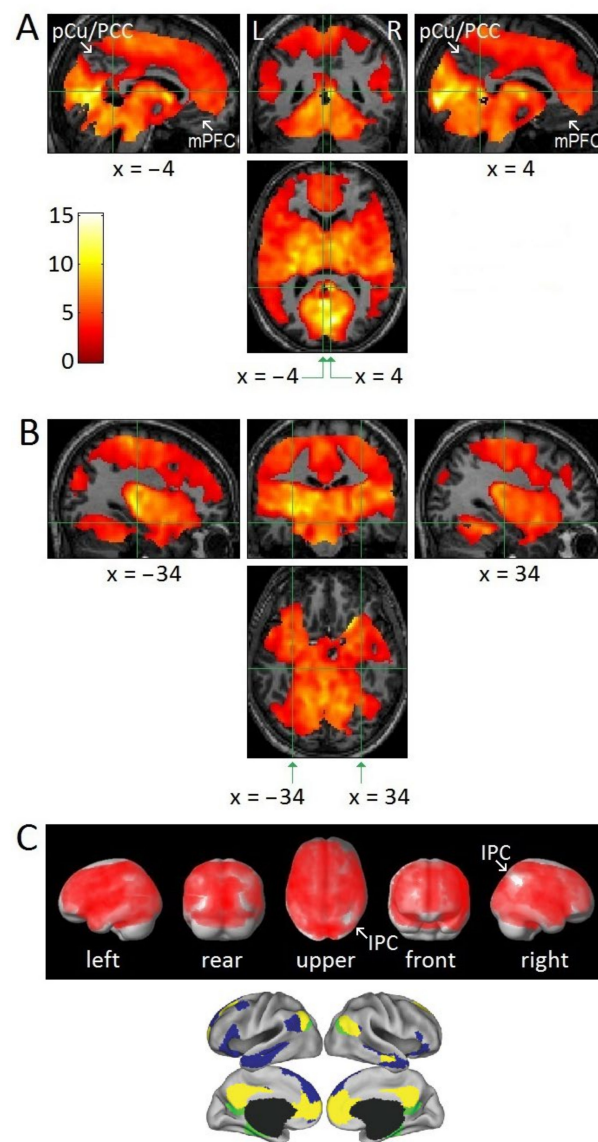 A
pCu/PCC
L
R
pCu/PCC
mPFC
mPFC
x = −4
x = 4
15
10
5
0
x = −4
x = 4
B
x = −34
x = 34
x = −34
x = 34
C
IPC
IPC
left
rear
upper
front
right